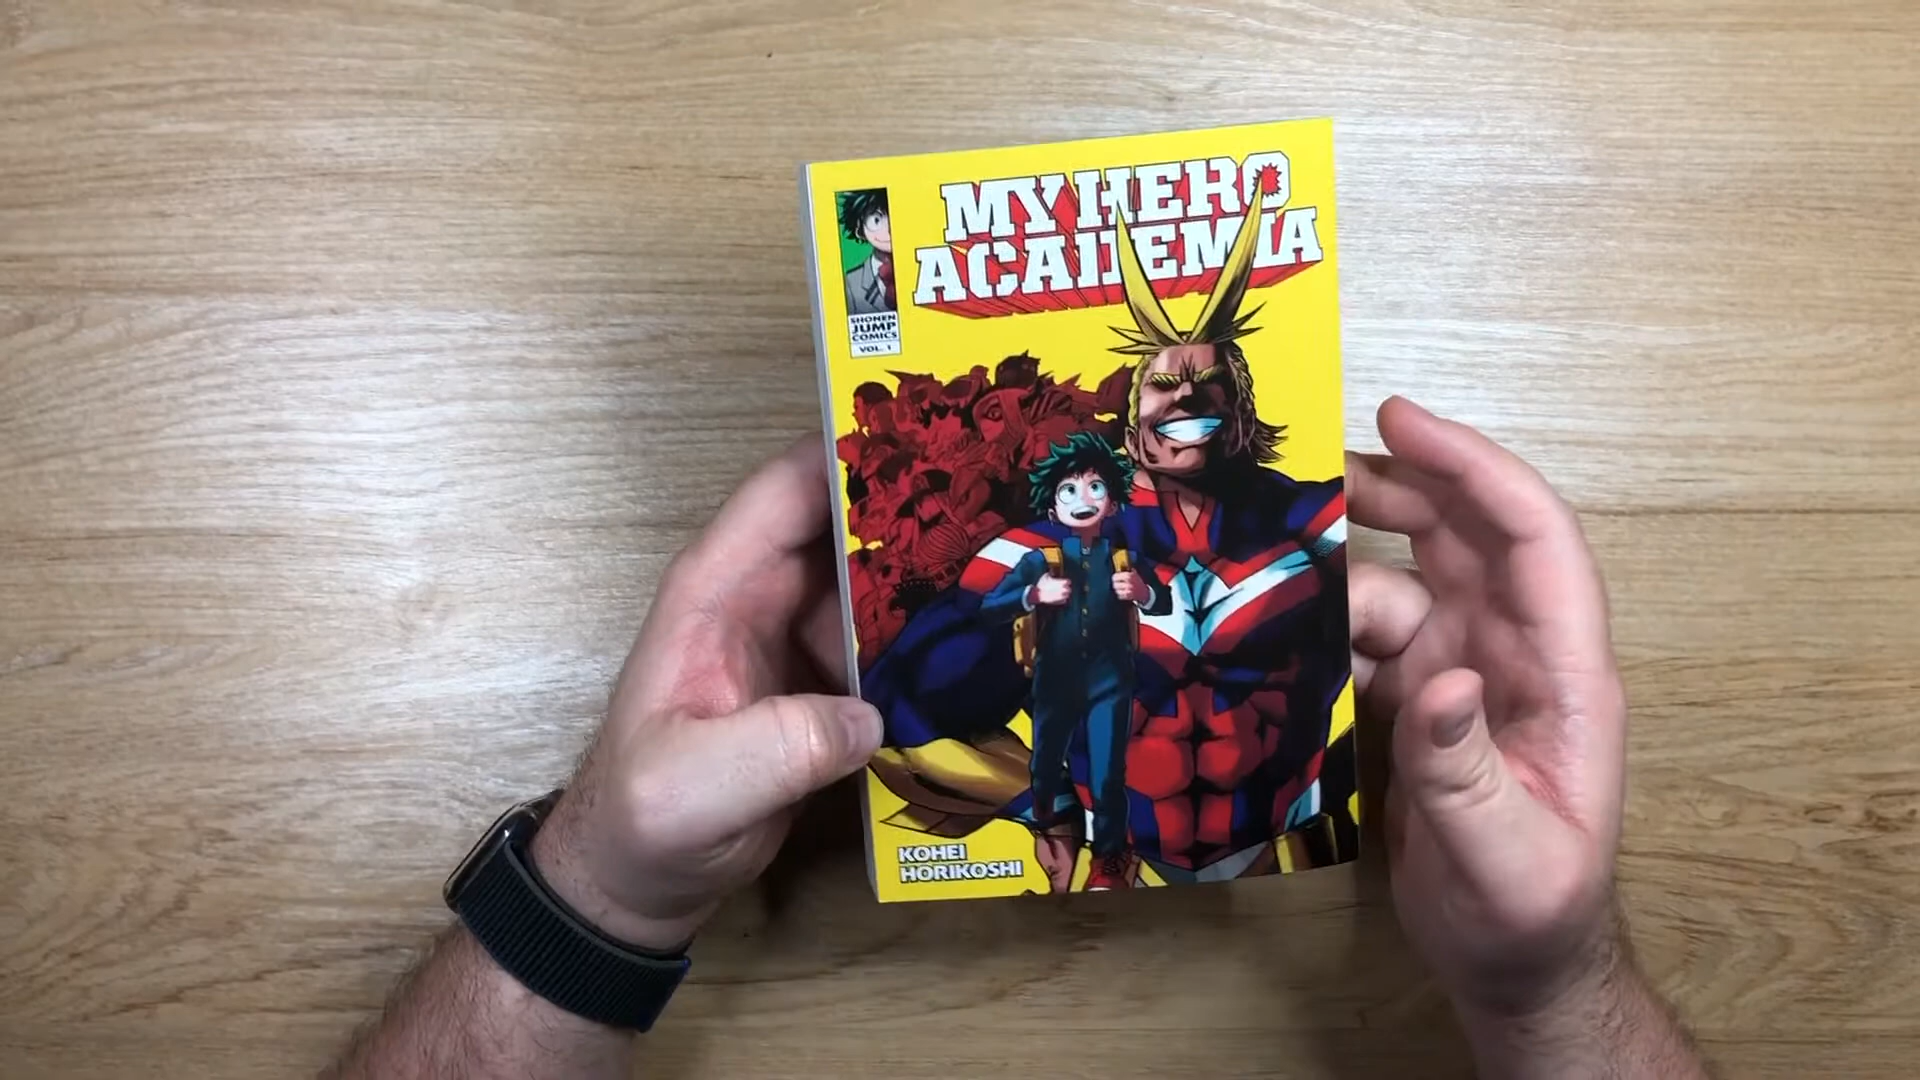 MY HERO
ACADEMIA
SHONEN
JUMP
COMICS
VOL. 1
KOHEI
HORIKOSHI